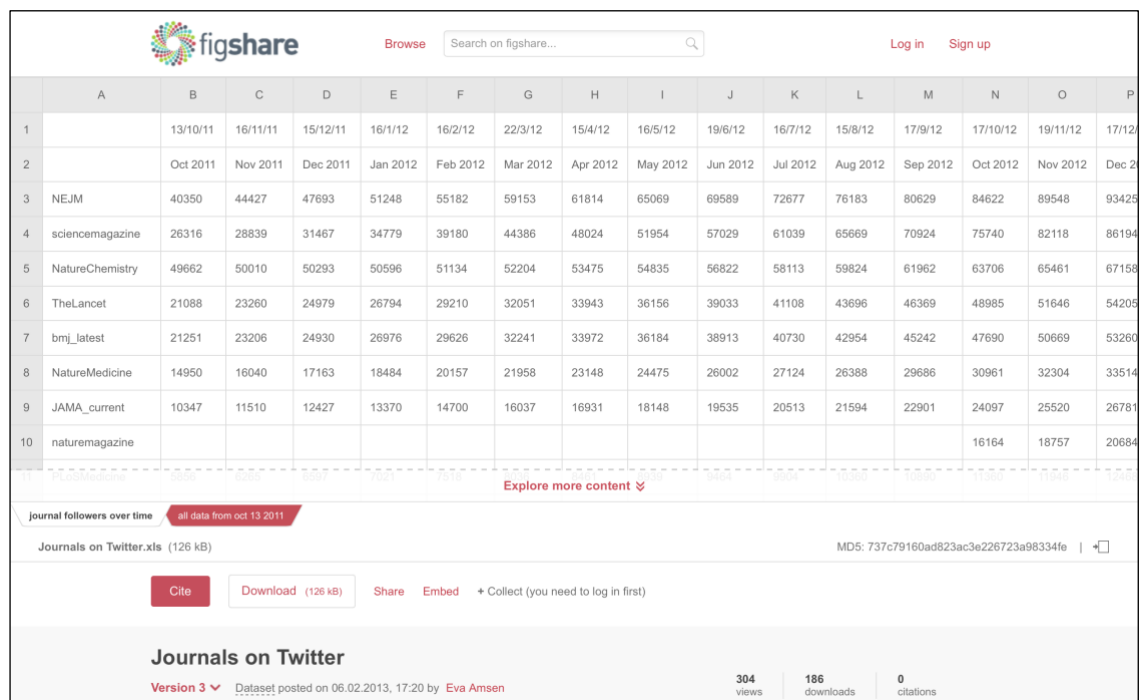 figshare Browse Search on figshare... Log in Sign up
A B C D E F G H I J K L M N O P
1 13/10/11 16/11/11 15/12/11 16/1/12 16/2/12 22/3/12 15/4/12 16/5/12 19/6/12 16/7/12 15/8/12 17/9/12 17/10/12 19/11/12 17/12/
2 Oct 2011 Nov 2011 Dec 2011 Jan 2012 Feb 2012 Mar 2012 Apr 2012 May 2012 Jun 2012 Jul 2012 Aug 2012 Sep 2012 Oct 2012 Nov 2012 Dec 2
3 NEJM 40350 44427 47693 51248 55182 59153 61814 65069 69589 72677 76183 80629 84622 89548 93425
4 sciencemagazine 26316 28839 31467 34779 39180 44386 48024 51954 57029 61039 65669 70924 75740 82118 86194
5 NatureChemistry 49662 50010 50293 50596 51134 52204 53475 54835 56822 58113 59824 61962 63706 65461 67158
6 TheLancet 21088 23260 24979 26794 29210 32051 33943 36156 39033 41108 43696 46369 48985 51646 54205
7 bmj_latest 21251 23206 24930 26976 29626 32241 33972 36184 38913 40730 42954 45242 47690 50669 53260
8 NatureMedicine 14950 16040 17163 18484 20157 21958 23148 24475 26002 27124 26388 29686 30961 32304 33514
9 JAMA_current 10347 11510 12427 13370 14700 16037 16931 18148 19535 20513 21594 22901 24097 25520 26781
10 naturemagazine 16164 18757 20684
11 PLoSMedicine
Explore more content
journal followers over time all data from oct 13 2011
Journals on Twitter.xls (126 kB) MD5: 737c79160ad823ac3e226723a98334fe |
Cite Download (126 kB) Share Embed + Collect (you need to log in first)
Journals on Twitter
Version 3 Dataset posted on 06.02.2013, 17:20 by Eva Amsen
304 186 0
views downloads citations